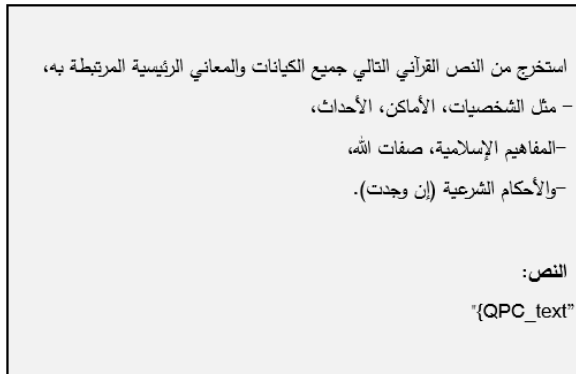 استخرج من النص القرآني التالي جميع الكيانات والمعاني الرئيسية المرتبطة به،
– مثل الشخصيات، الأماكن، الأحداث،
–المفاهيم الإسلامية، صفات الله،
–والأحكام الشرعية (إن وجدت).
النص:
"{QPC_text”